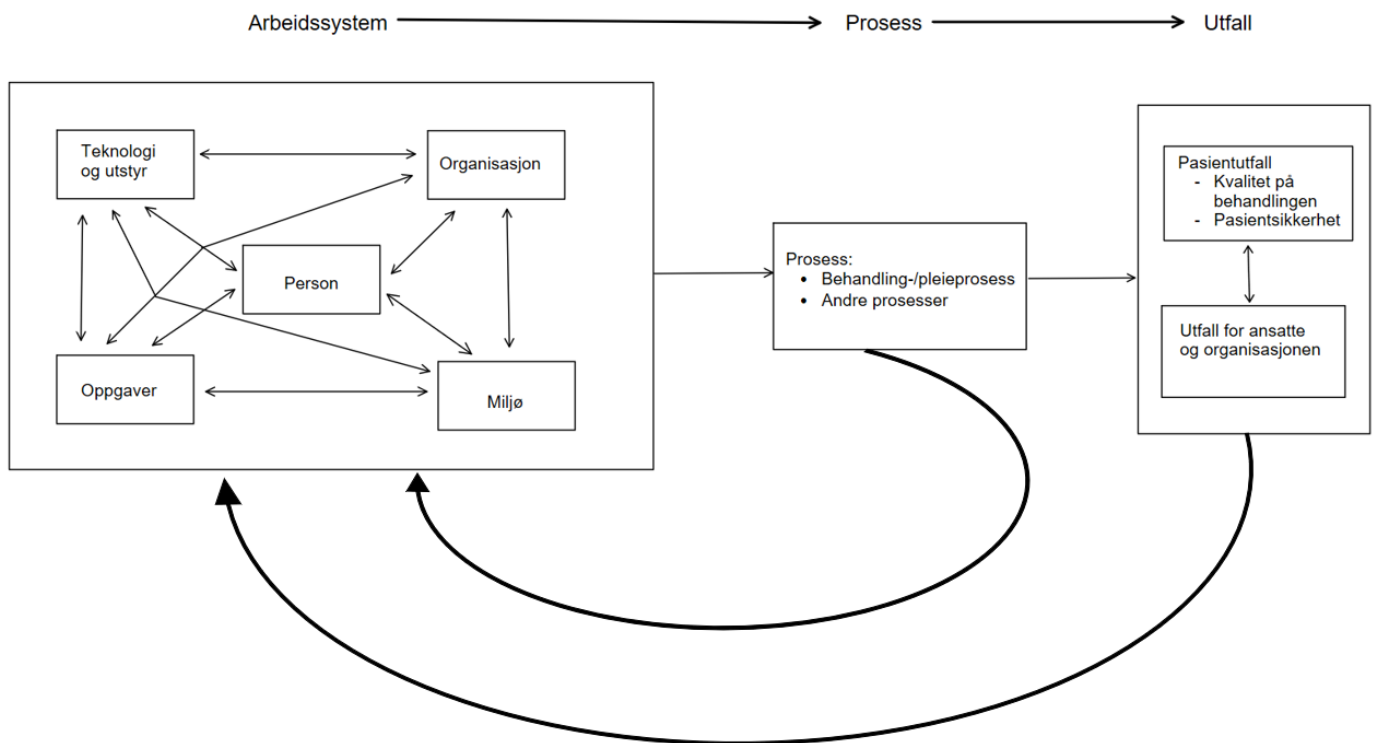 Arbeidssystem
Prosess
Utfall
Teknologi
og utstyr
Organisasjon
Person
Oppgaver
Miljø
Prosess:
• Behandling-/pleieprosess
• Andre prosesser
Pasientutfall
- Kvalitet på
behandlingen
- Pasientsikkerhet
Utfall for ansatte
og organisasjonen